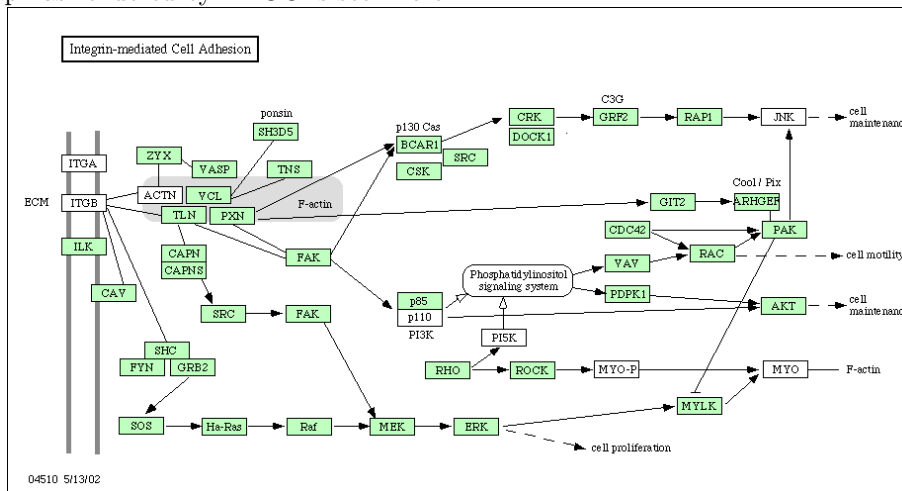 Integrin-mediated Cell Adhesion
ponsin
SH3D5
p130 Cas
BCAR1
CSK
SRC
CRK
DOCK1
C3G
GRF2
RAP1
JNK
cell
maintenance
ITGA
ZYX
VASP
TNS
ACTN
VCL
F-actin
ECM
ITGB
TLN
PXN
GIT2
Cool / Pix
ARHGEF
ILK
CAPN
CAPNS
FAK
CDC42
PAK
VAV
RAC
cell motility
CAV
Phosphatidylinositol
signaling system
p85
p110
PI3K
PDPK1
AKT
cell
maintenance
SRC
FAK
PI5K
SHC
FYN
GRB2
RHO
ROCK
MYO-P
MYO
F-actin
MYLK
SOS
Ha-Ras
Raf
MEK
ERK
cell proliferation
04510 5/13/02